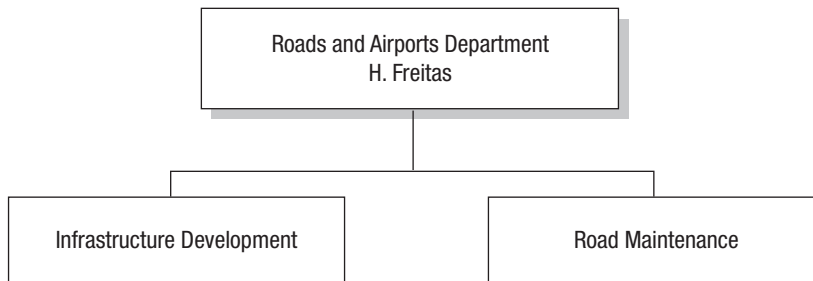 Roads and Airports Department
H. Freitas
Infrastructure Development
Road Maintenance